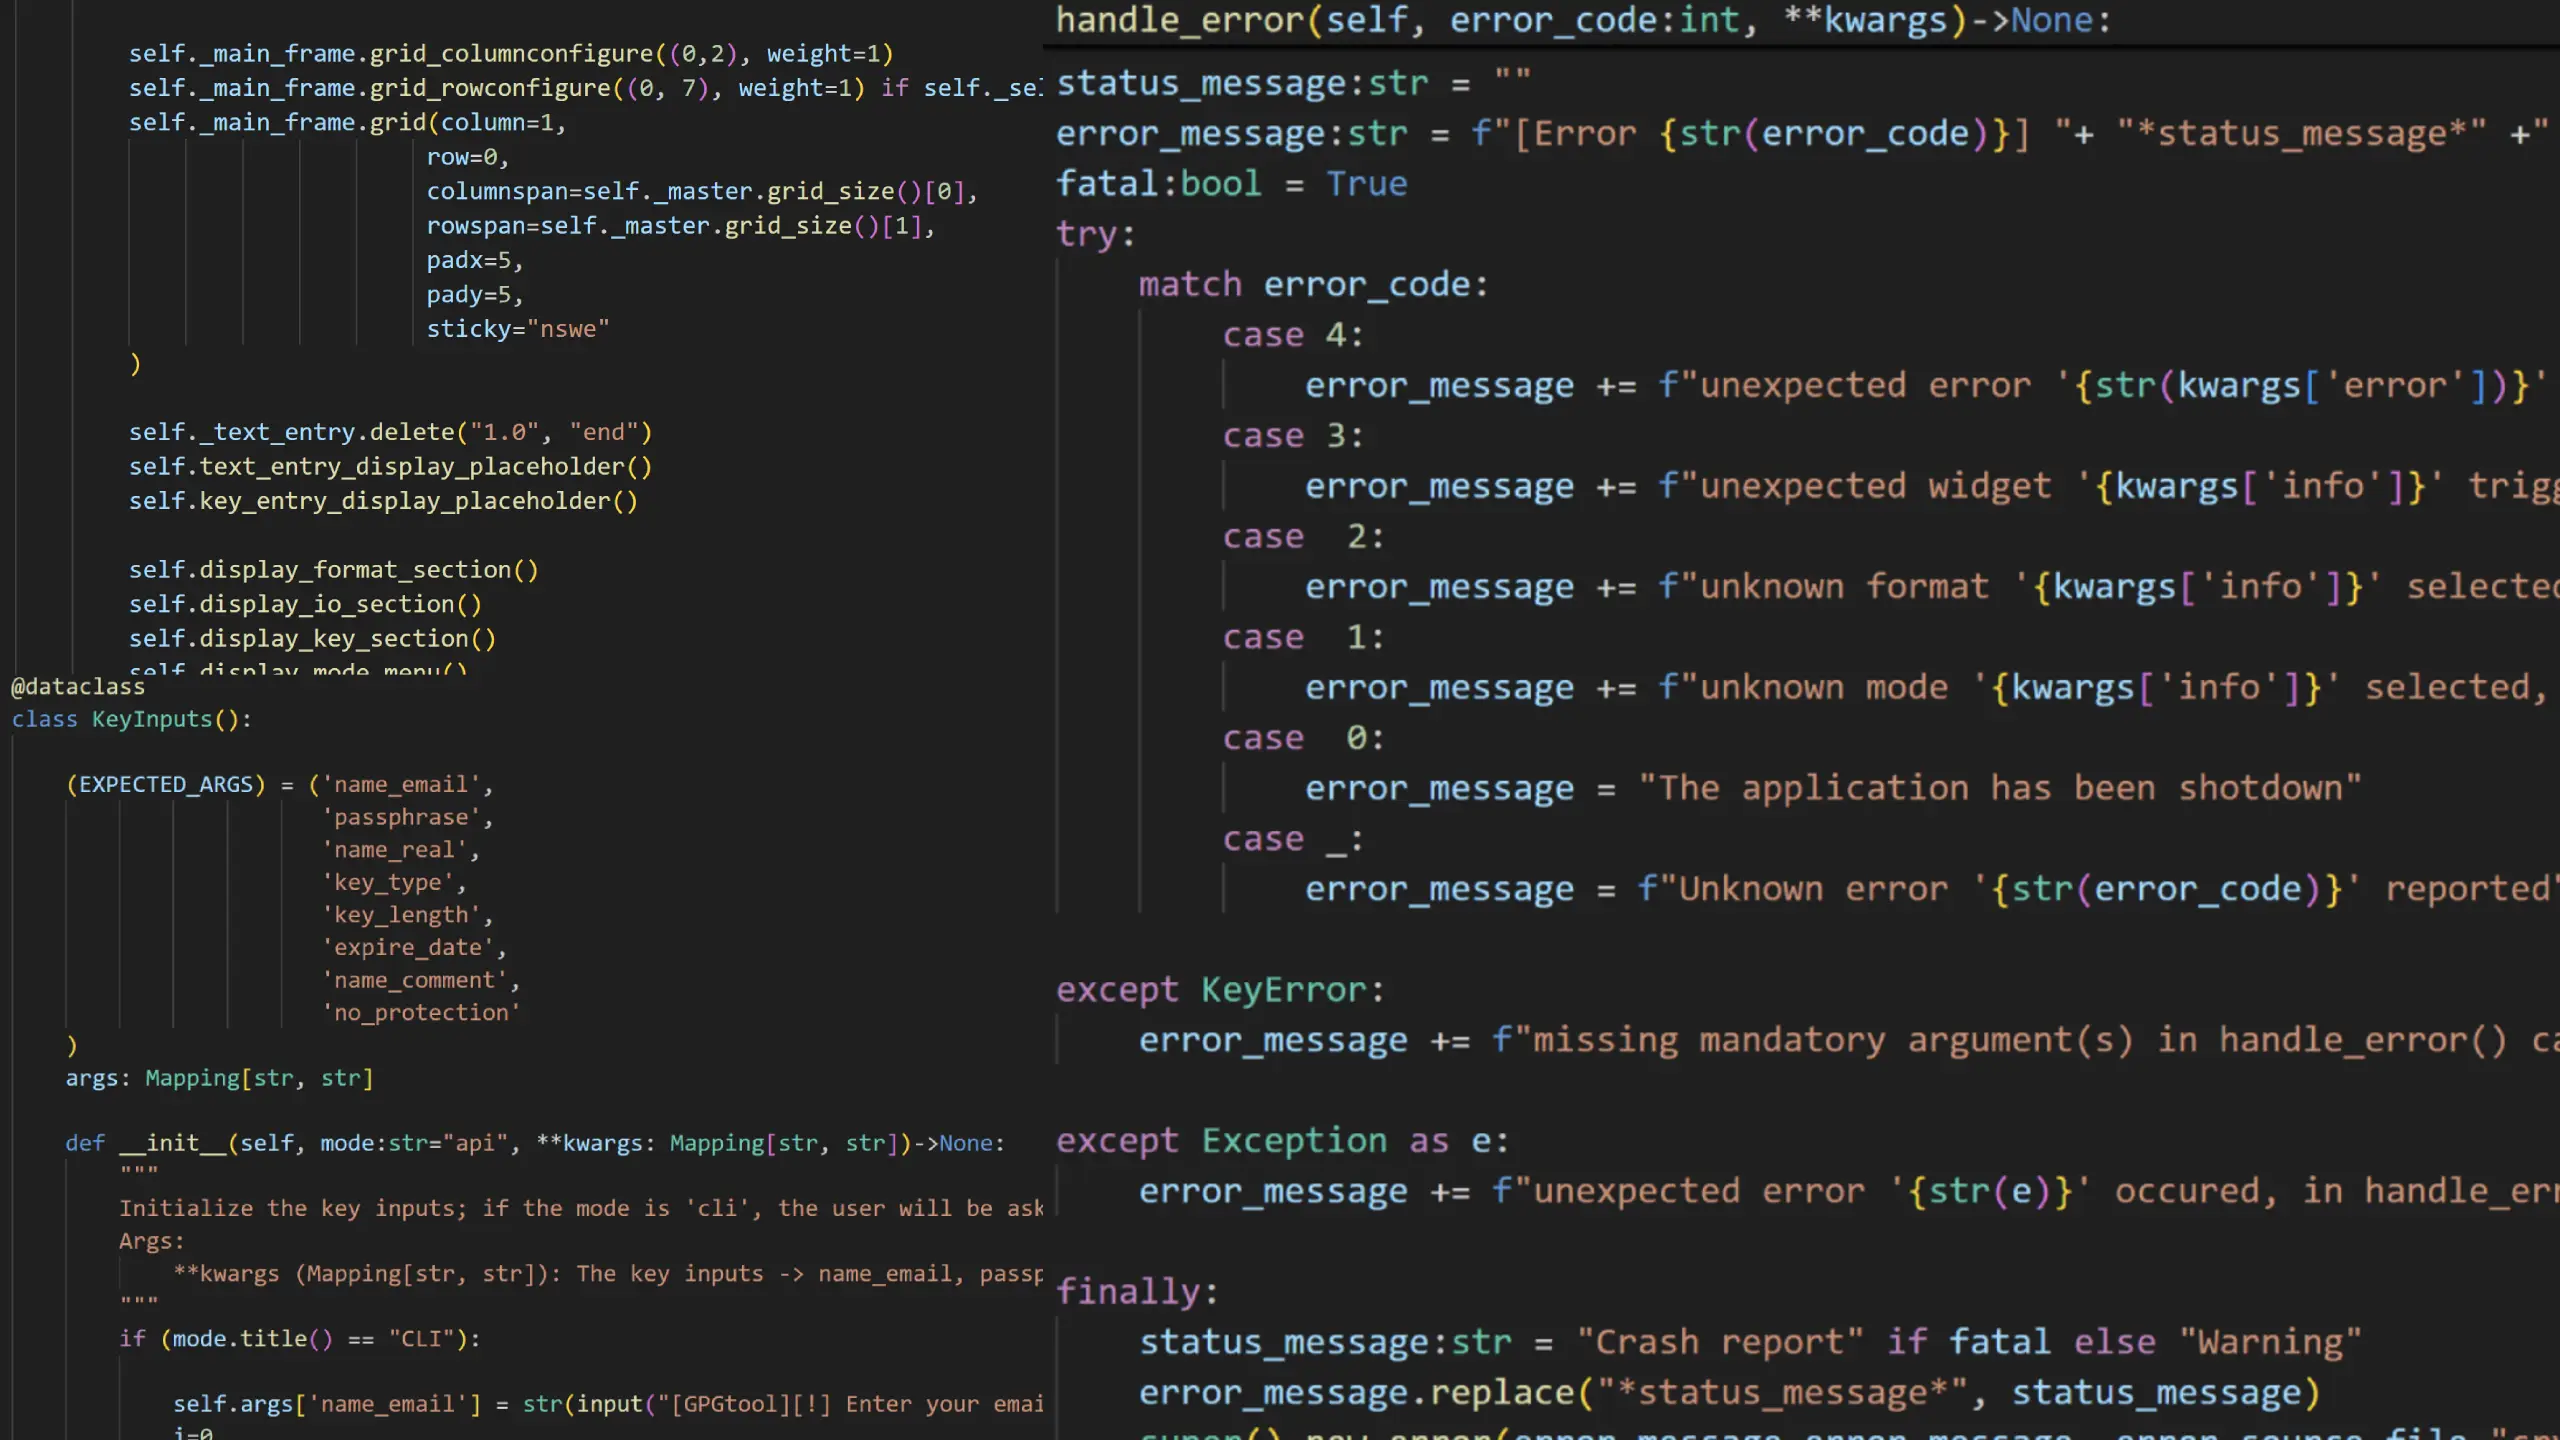 self._main_frame.grid_columnconfigure((0,2), weight=1)
self._main_frame.grid_rowconfigure((0, 7), weight=1) if
self._main_frame.grid(column=1,
row=0,
columnspan=self._master.grid_size()[0],
rowspan=self._master.grid_size()[1],
padx=5,
pady=5,
sticky="nswe"
)
self._text_entry.delete("1.0", "end")
self.text_entry_display_placeholder()
self.key_entry_display_placeholder()
self.display_format_section()
self.display_io_section()
self.display_key_section()
self.display_mode_menu()
@dataclass
class KeyInputs():
(EXPECTED_ARGS) = ('name_email',
'passphrase',
'name_real',
'key_type',
'key_length',
'expire_date',
'name_comment',
'no_protection'
)
args: Mapping[str, str]
def __init__(self, mode:str="api", **kwargs: Mapping[str, str])->None:
"""
Initialize the key inputs; if the mode is 'cli', the user will be ask
Args:
**kwargs (Mapping[str, str]): The key inputs -> name_email, passp
"""
if (mode.title() == "CLI"):
self.args['name_email'] = str(input("[GPGtool][!] Enter your emai
i=0
handle_error(self, error_code:int, **kwargs)->None:
status_message:str = ""
error_message:str = f"[Error {str(error_code)}] "+ "*status_message*" +"
fatal:bool = True
try:
match error_code:
case 4:
error_message += f"unexpected error '{str(kwargs['error'])}'
case 3:
error_message += f"unexpected widget '{kwargs['info']}' trigg
case  2:
error_message += f"unknown format '{kwargs['info']}' selected
case  1:
error_message += f"unknown mode '{kwargs['info']}' selected,
case  0:
error_message = "The application has been shotdown"
case _:
error_message = f"Unknown error '{str(error_code)}' reported"
except KeyError:
error_message += f"missing mandatory argument(s) in handle_error() ca
except Exception as e:
error_message += f"unexpected error '{str(e)}' occured, in handle_err
finally:
status_message:str = "Crash report" if fatal else "Warning"
error_message.replace("*status_message*", status_message)